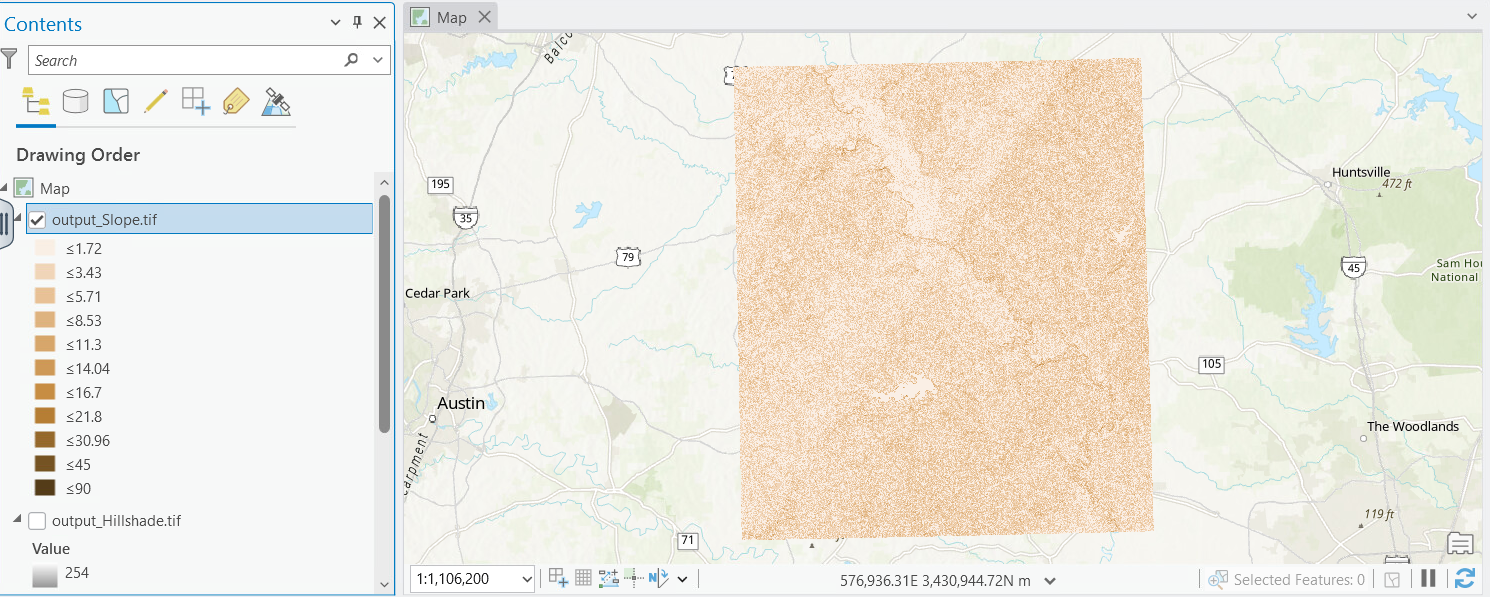 Contents
Search
Drawing Order
Map
output_Slope.tif
≤1.72
≤3.43
≤5.71
≤8.53
≤11.3
≤14.04
≤16.7
≤21.8
≤30.96
≤45
≤90
output_Hillshade.tif
Value
254
Map
Balco
195
35
79
Cedar Park
Austin
carpment
71
Huntsville
472 ft
45
Sam Hou
National
105
The Woodlands
119 ft
1:1,106,200
N
576,936.31E 3,430,944.72N m
Selected Features: 0